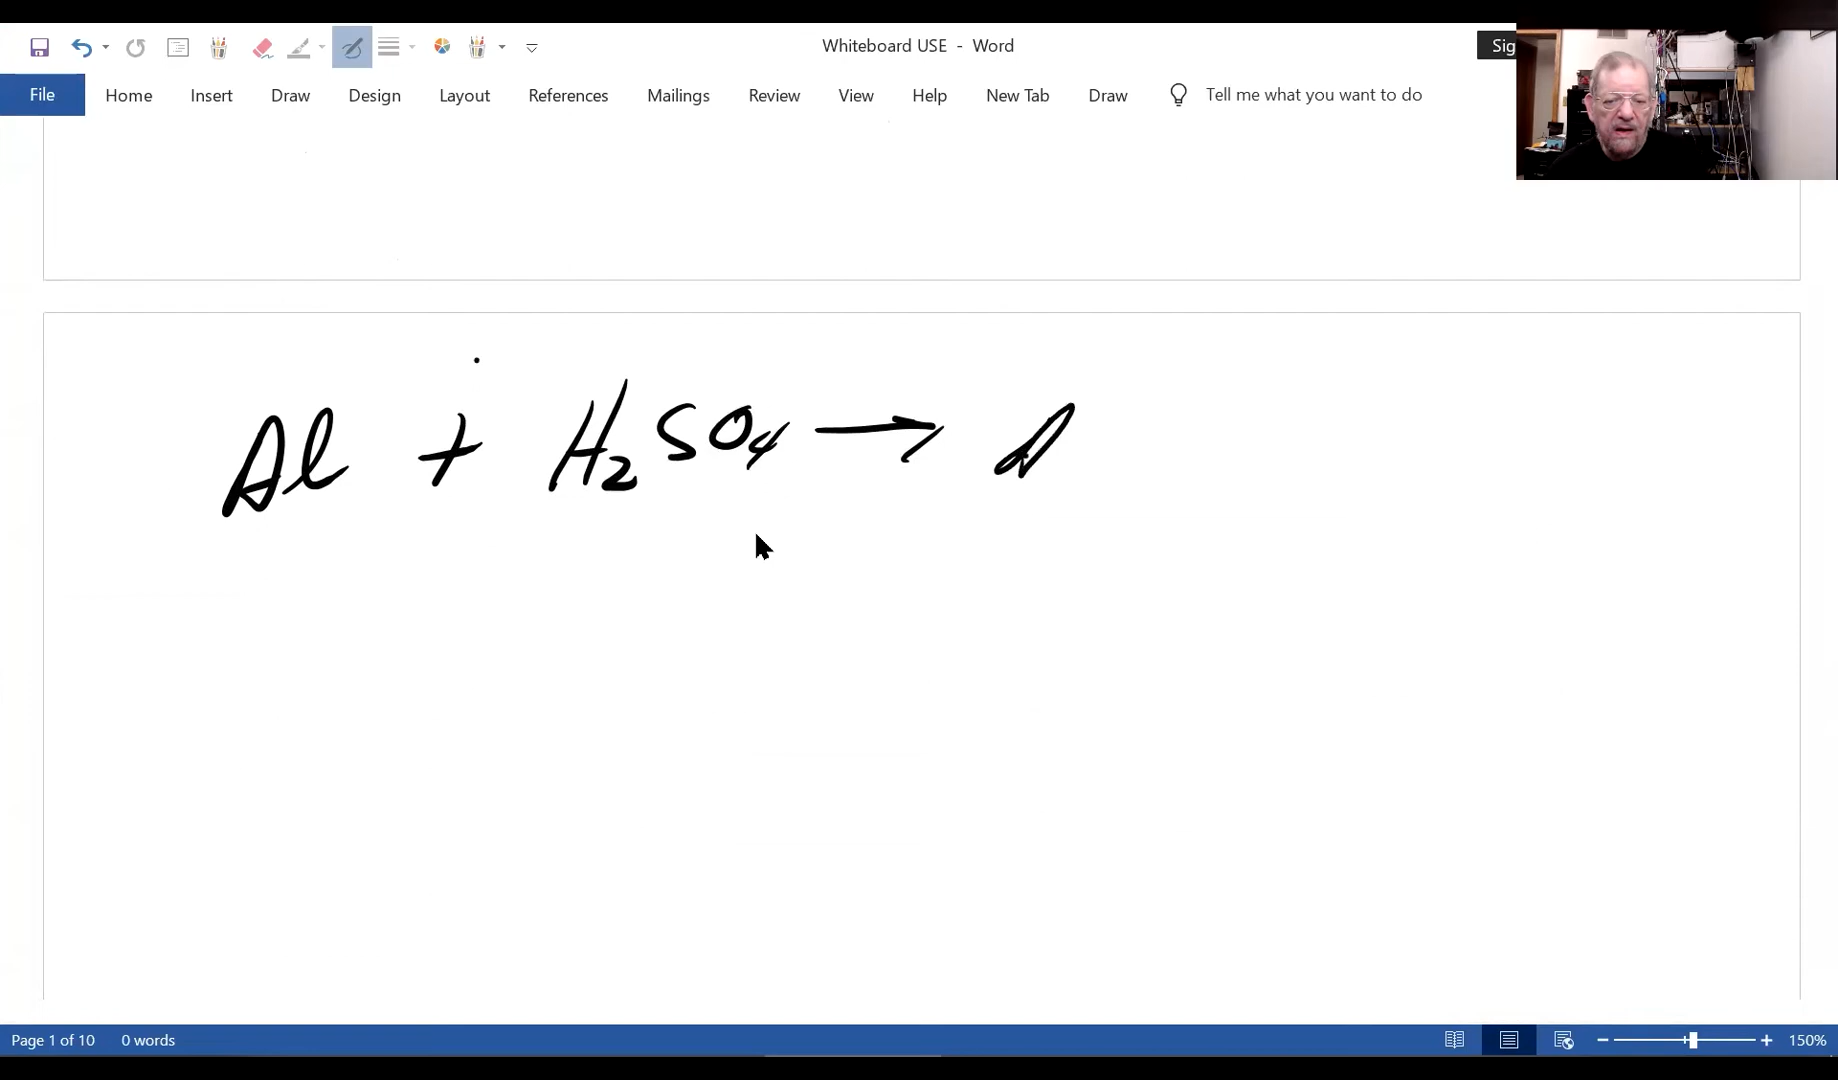 Whiteboard USE - Word
Sig
File Home Insert Draw Design Layout References Mailings Review View Help New Tab Draw Tell me what you want to do
Al + H₂SO₄ → A
Page 1 of 10 0 words 150%